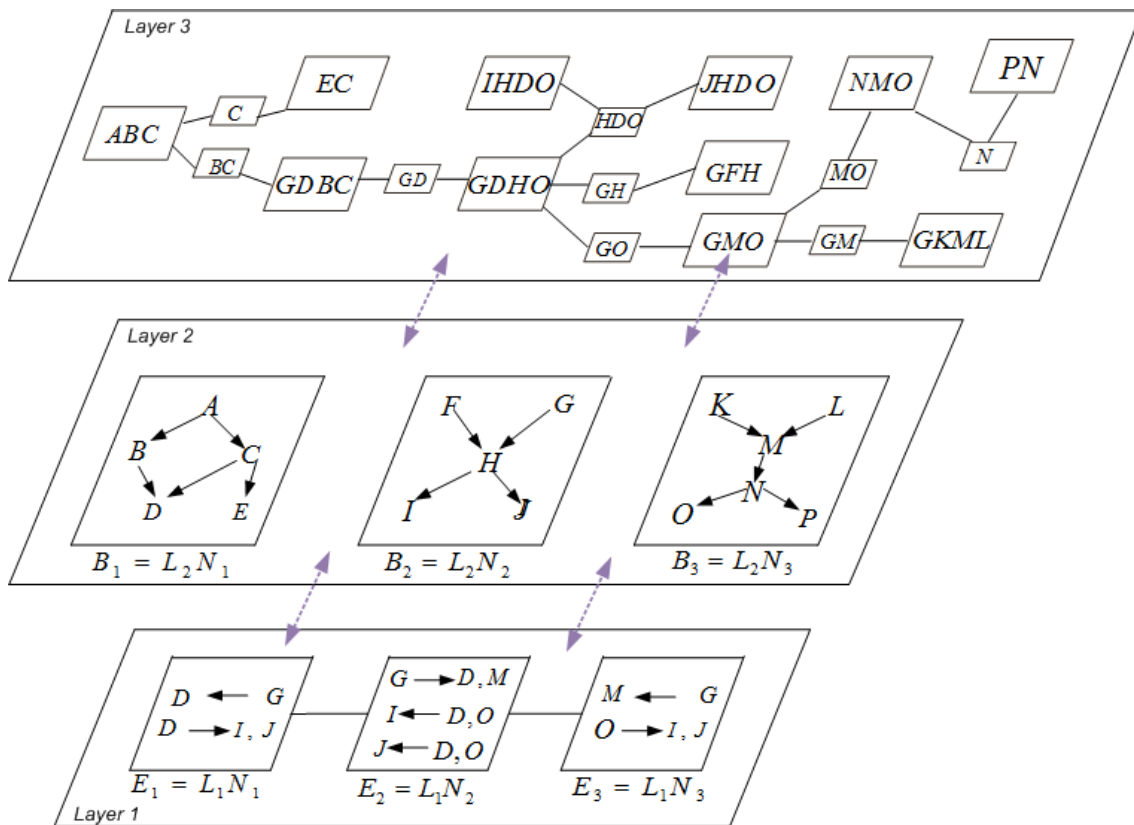 Layer 3
EC IHDO JHDO NMO PN
ABC C HDO
BC GDBC GD GDHO GH GFH MO N
GO GMO GM GKML
Layer 2
A F G K L
B C H M
D E I J N
O P
B₁ = L₂N₁ B₂ = L₂N₂ B₃ = L₂N₃
D G G D, M M G
D I, J I D, O O I, J
J D, O
E₁ = L₁N₁ E₂ = L₁N₂ E₃ = L₁N₃
Layer 1